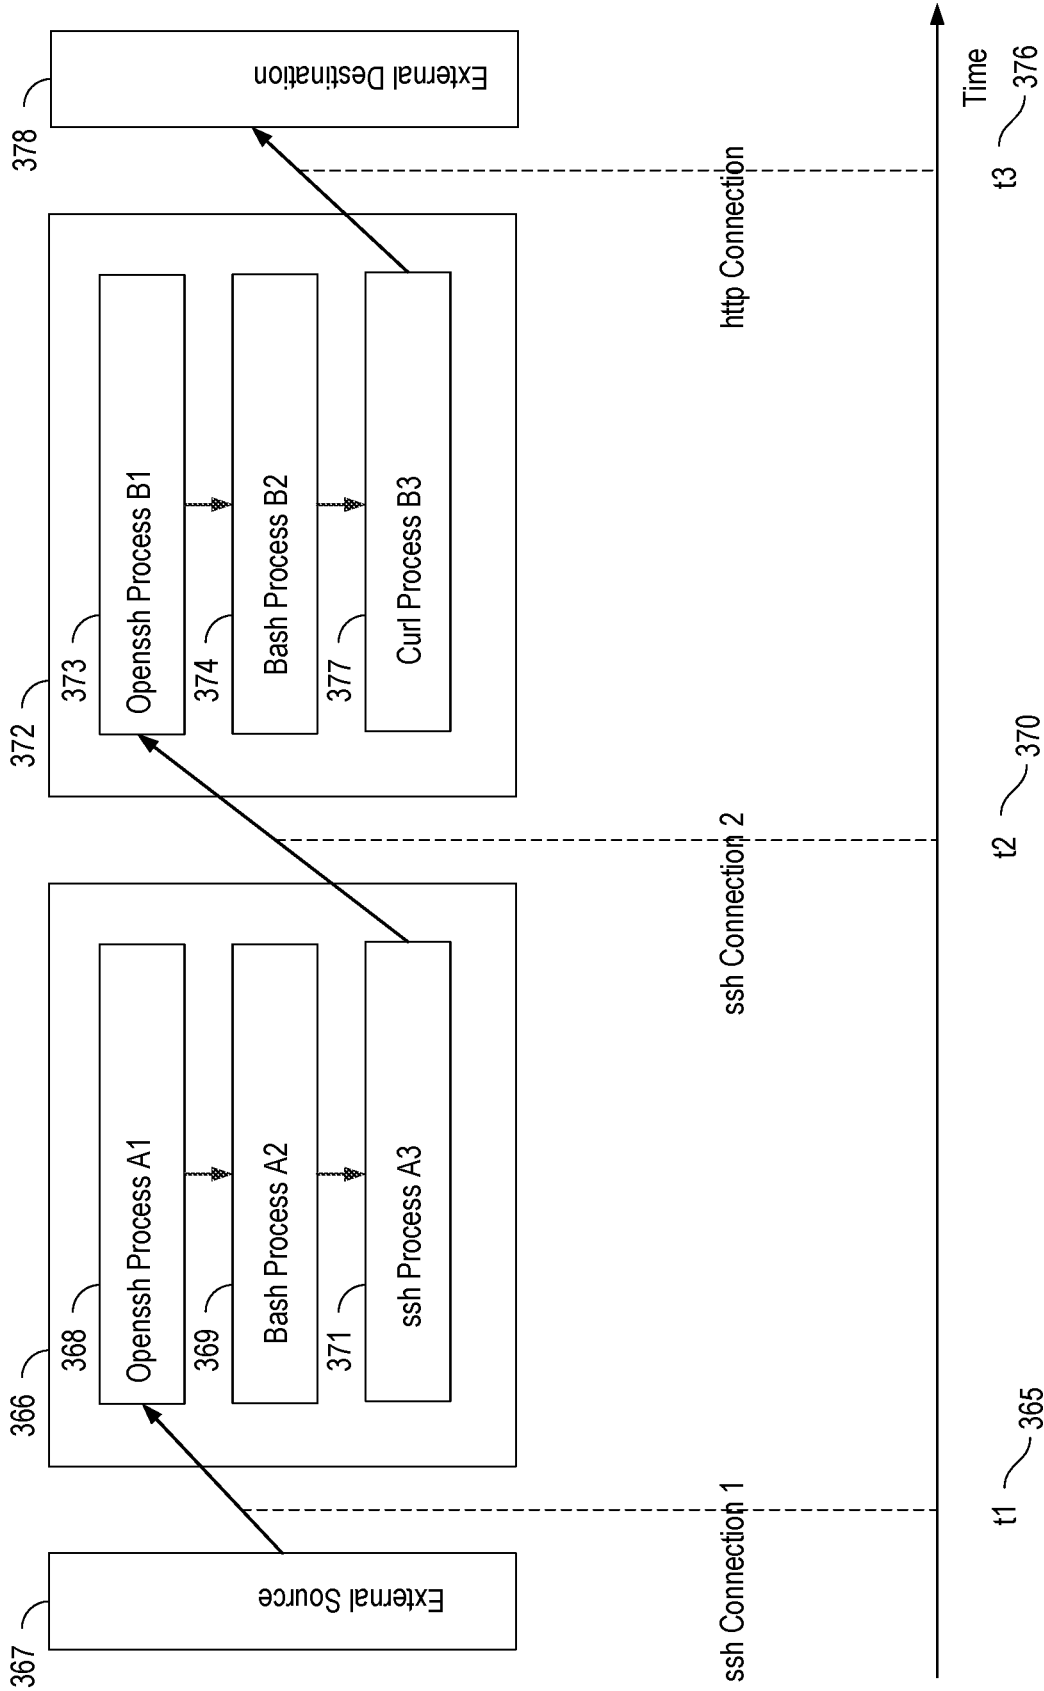 367
External Source
366
368
Openssh Process A1
369
Bash Process A2
371
ssh Process A3
372
373
Openssh Process B1
374
Bash Process B2
377
Curl Process B3
378
External Destination
ssh Connection 1
ssh Connection 2
http Connection
Time
t1
365
t2
370
t3
376